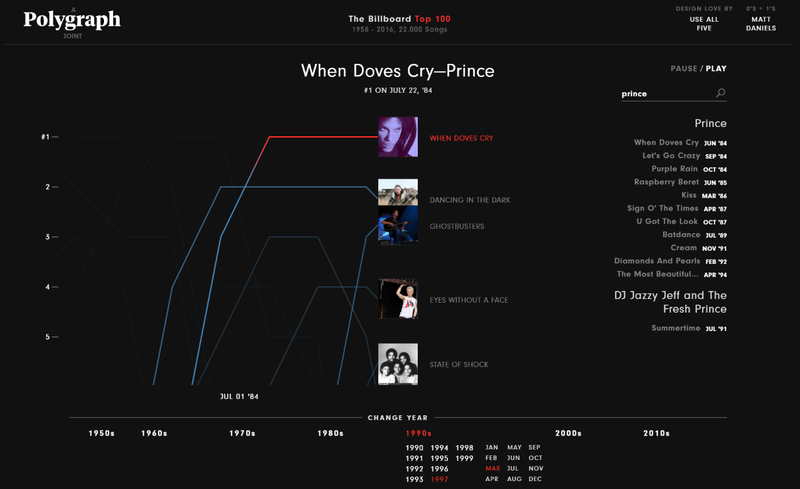 A
Polygraph
JOINT
The Billboard Top 100
1958 - 2016, 22,000 Songs
DESIGN LOVE BY
USE ALL
FIVE
0'S + 1'S
MATT
DANIELS
When Doves Cry—Prince
#1 ON JULY 22, '84
PAUSE / PLAY
prince
#1
2
3
4
5
WHEN DOVES CRY
DANCING IN THE DARK
GHOSTBUSTERS
EYES WITHOUT A FACE
STATE OF SHOCK
JUL 01 '84
Prince
When Doves Cry JUN '84
Let's Go Crazy SEP '84
Purple Rain OCT '84
Raspberry Beret JUN '85
Kiss MAR '86
Sign O' The Times APR '87
U Got The Look OCT '87
Batdance JUL '89
Cream NOV '91
Diamonds And Pearls FEB '92
The Most Beautiful... APR '94
DJ Jazzy Jeff and The
Fresh Prince
Summertime JUL '91
CHANGE YEAR
1950s 1960s 1970s 1980s 1990s 2000s 2010s
1990 1994 1998 JAN MAY SEP
1991 1995 1999 FEB JUN OCT
1992 1996 MAR JUL NOV
1993 1997 APR AUG DEC